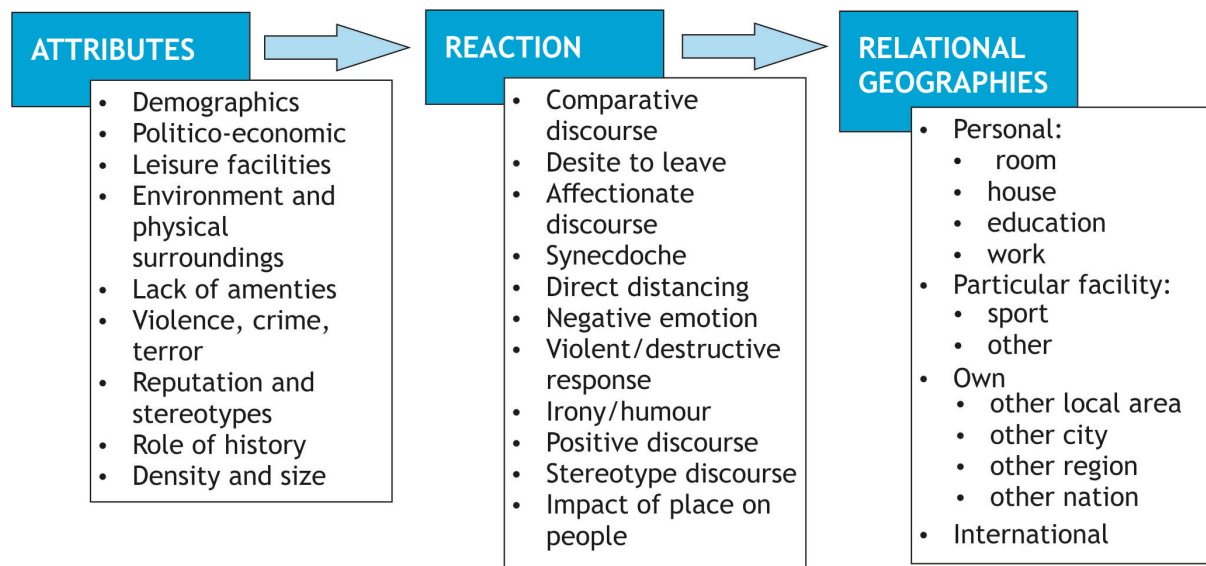 ATTRIBUTES
• Demographics
• Politico-economic
• Leisure facilities
• Environment and
physical
surroundings
• Lack of amenties
• Violence, crime,
terror
• Reputation and
stereotypes
• Role of history
• Density and size
REACTION
• Comparative
discourse
• Desite to leave
• Affectionate
discourse
• Synecdoche
• Direct distancing
• Negative emotion
• Violent/destructive
response
• Irony/humour
• Positive discourse
• Stereotype discourse
• Impact of place on
people
RELATIONAL
GEOGRAPHIES
• Personal:
• room
• house
• education
• work
• Particular facility:
• sport
• other
• Own
• other local area
• other city
• other region
• other nation
• International